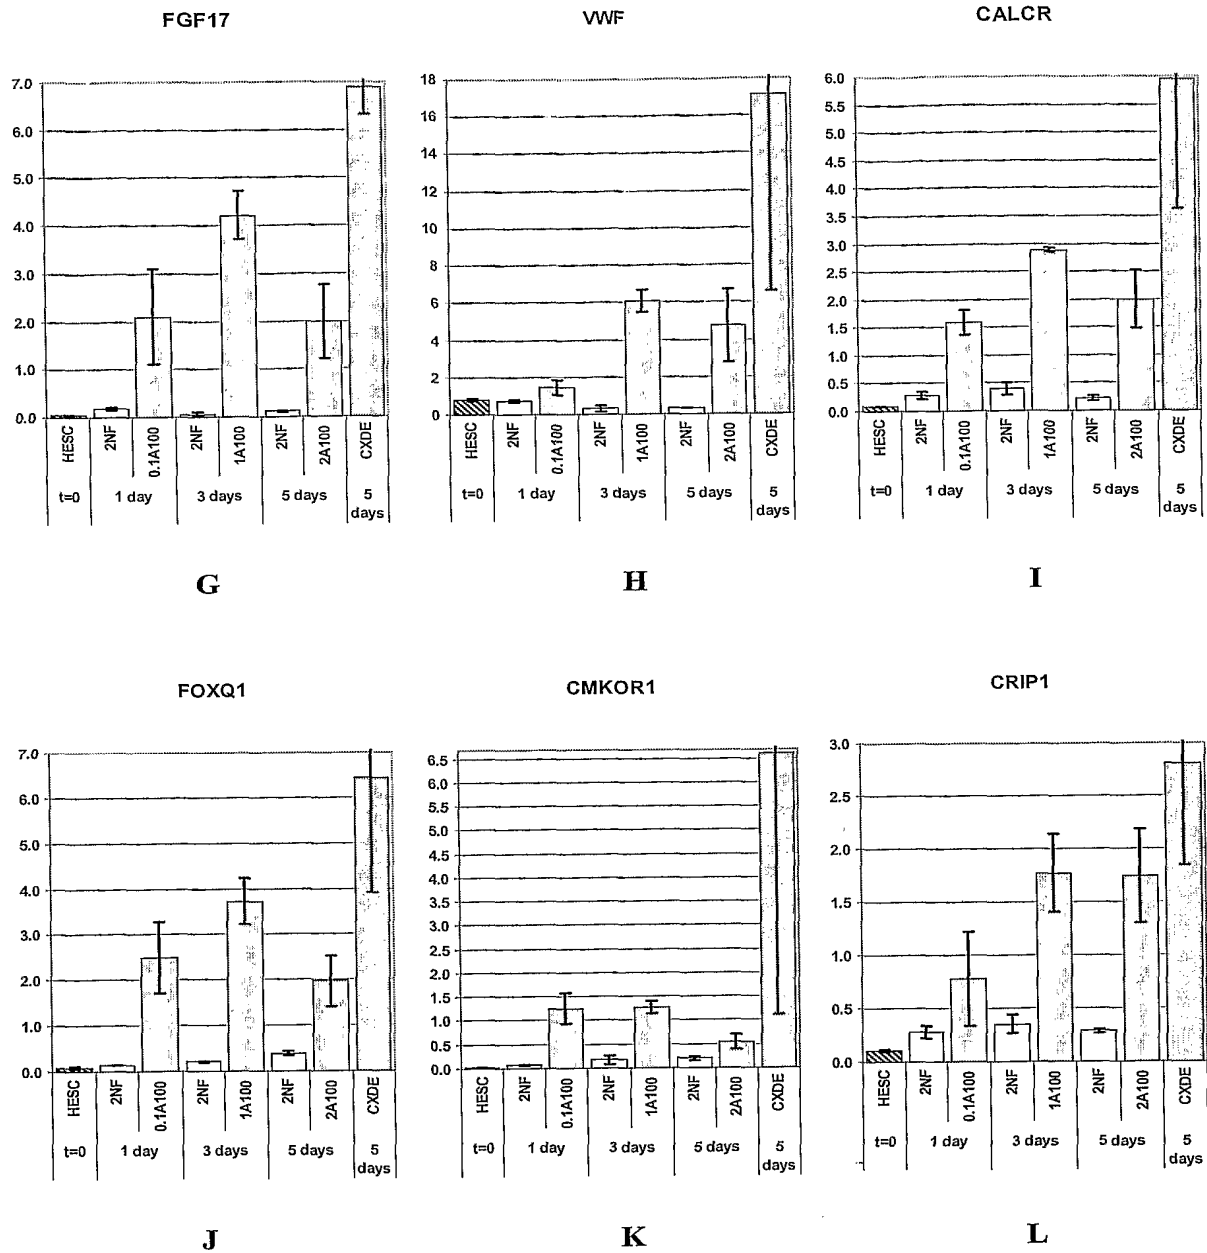 FGF17
7.0
6.0
5.0
4.0
3.0
2.0
1.0
0.0
HESC
2NF
0.1A100
2NF
1A100
2NF
2A100
CXDE
t=0
1 day
3 days
5 days
5
days
G
VWF
18
16
14
12
10
8
6
4
2
0
HESC
2NF
0.1A100
2NF
1A100
2NF
2A100
CXDE
t=0
1 day
3 days
5 days
5
days
H
CALCR
6.0
5.5
5.0
4.5
4.0
3.5
3.0
2.5
2.0
1.5
1.0
0.5
0.0
HESC
2NF
0.1A100
2NF
1A100
2NF
2A100
CXDE
t=0
1 day
3 days
5 days
5
days
I
FOXQ1
7.0
6.0
5.0
4.0
3.0
2.0
1.0
0.0
HESC
2NF
0.1A100
2NF
1A100
2NF
2A100
CXDE
t=0
1 day
3 days
5 days
5
days
J
CMKOR1
6.5
6.0
5.5
5.0
4.5
4.0
3.5
3.0
2.5
2.0
1.5
1.0
0.5
0.0
HESC
2NF
0.1A100
2NF
1A100
2NF
2A100
CXDE
t=0
1 day
3 days
5 days
5
days
K
CRIP1
3.0
2.5
2.0
1.5
1.0
0.5
0.0
HESC
2NF
0.1A100
2NF
1A100
2NF
2A100
CXDE
t=0
1 day
3 days
5 days
5
days
L